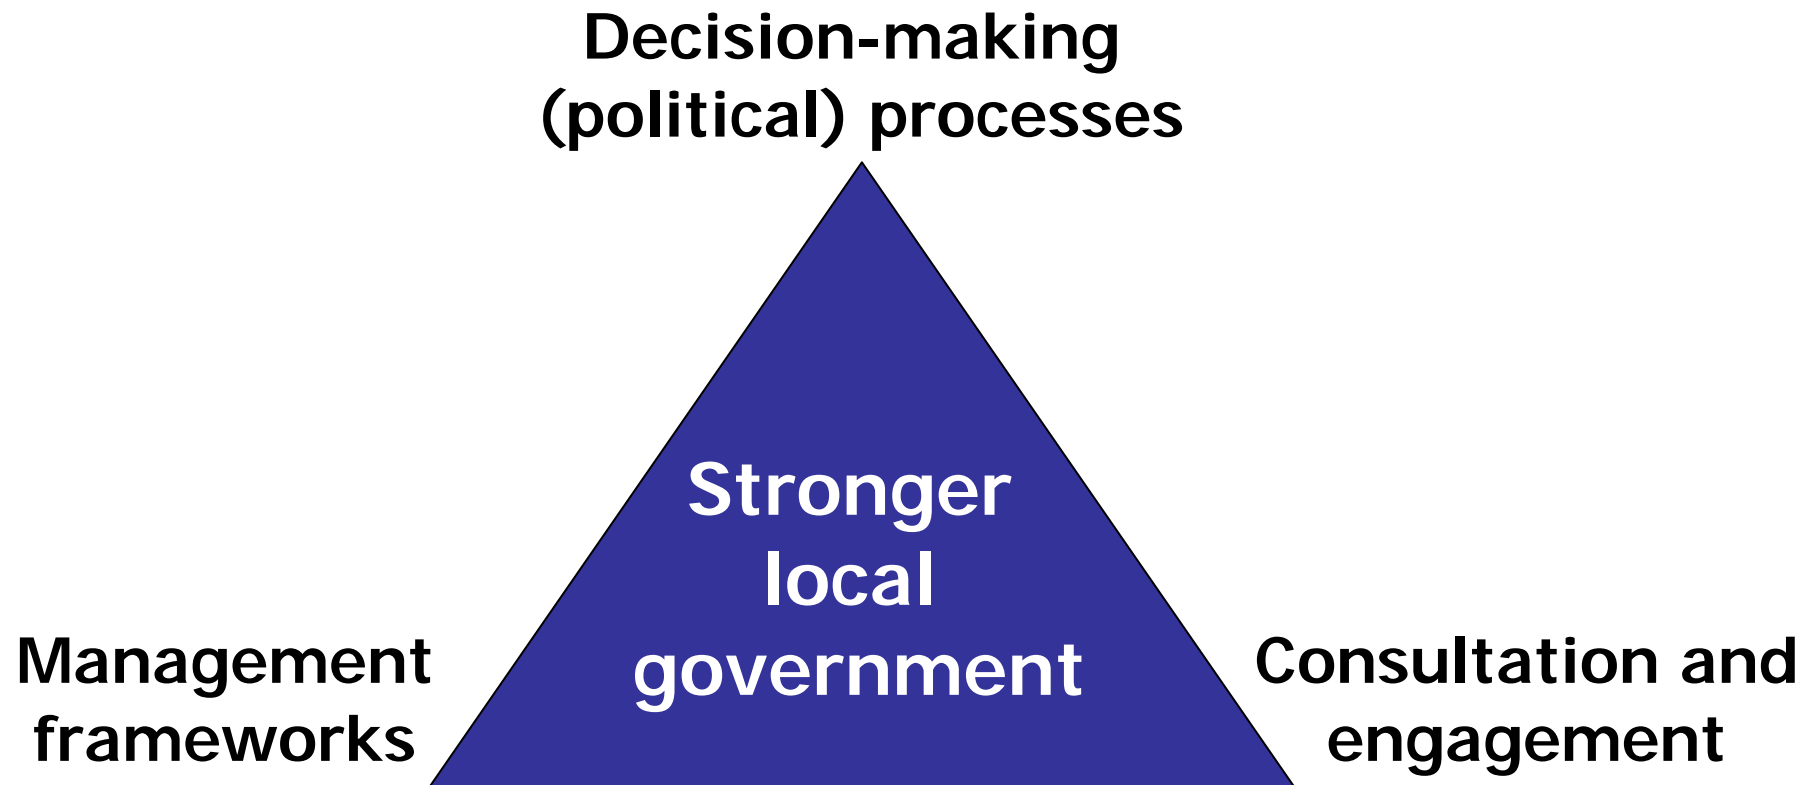 Decision-making
(political) processes
Stronger
local
government
Management
frameworks
Consultation and
engagement